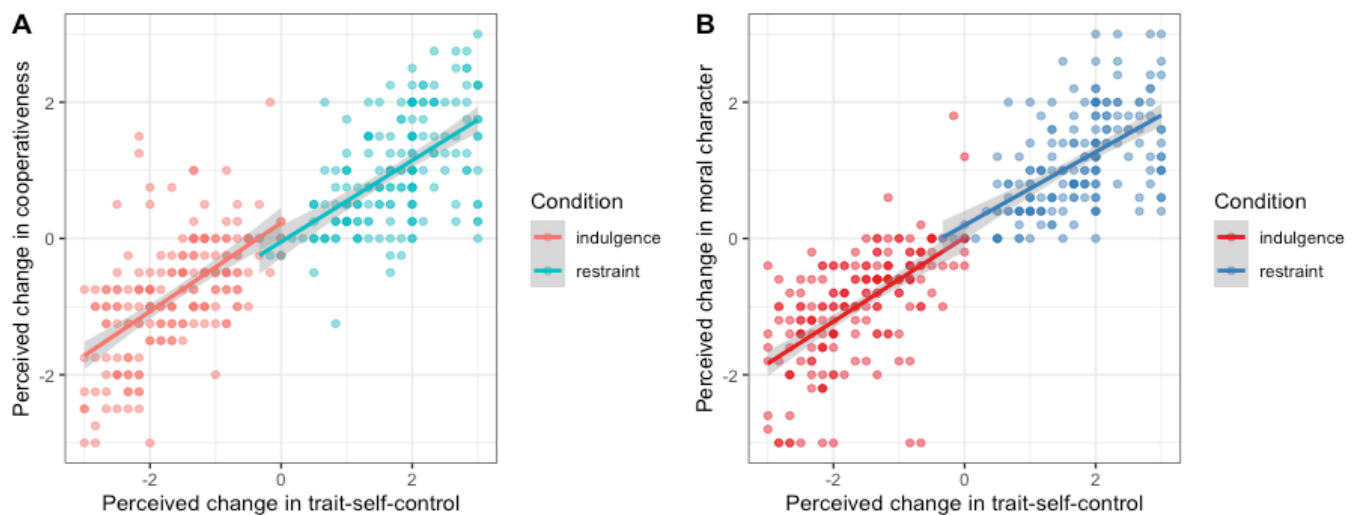 A
Perceived change in cooperativeness
2
0
-2
-2
0
2
Perceived change in trait-self-control
Condition
indulgence
restraint
B
Perceived change in moral character
2
0
-2
-2
0
2
Perceived change in trait-self-control
Condition
indulgence
restraint